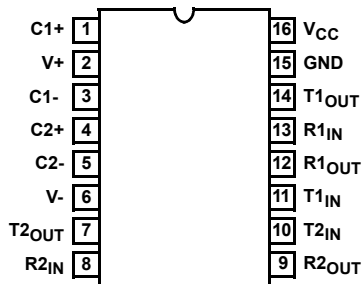 C1+ 1 16 VCC
V+ 2 15 GND
C1- 3 14 T1OUT
C2+ 4 13 R1IN
C2- 5 12 R1OUT
V- 6 11 T1IN
T2OUT 7 10 T2IN
R2IN 8 9 R2OUT